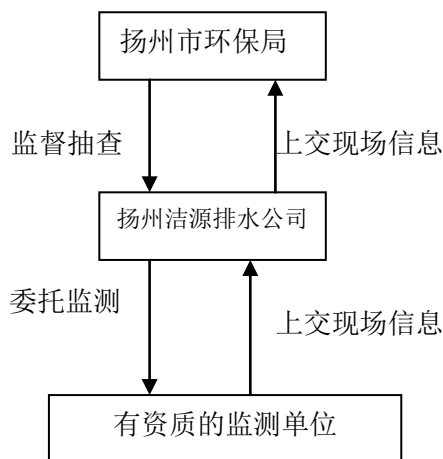 扬州市环保局
监督抽查
上交现场信息
扬州洁源排水公司
委托监测
上交现场信息
有资质的监测单位